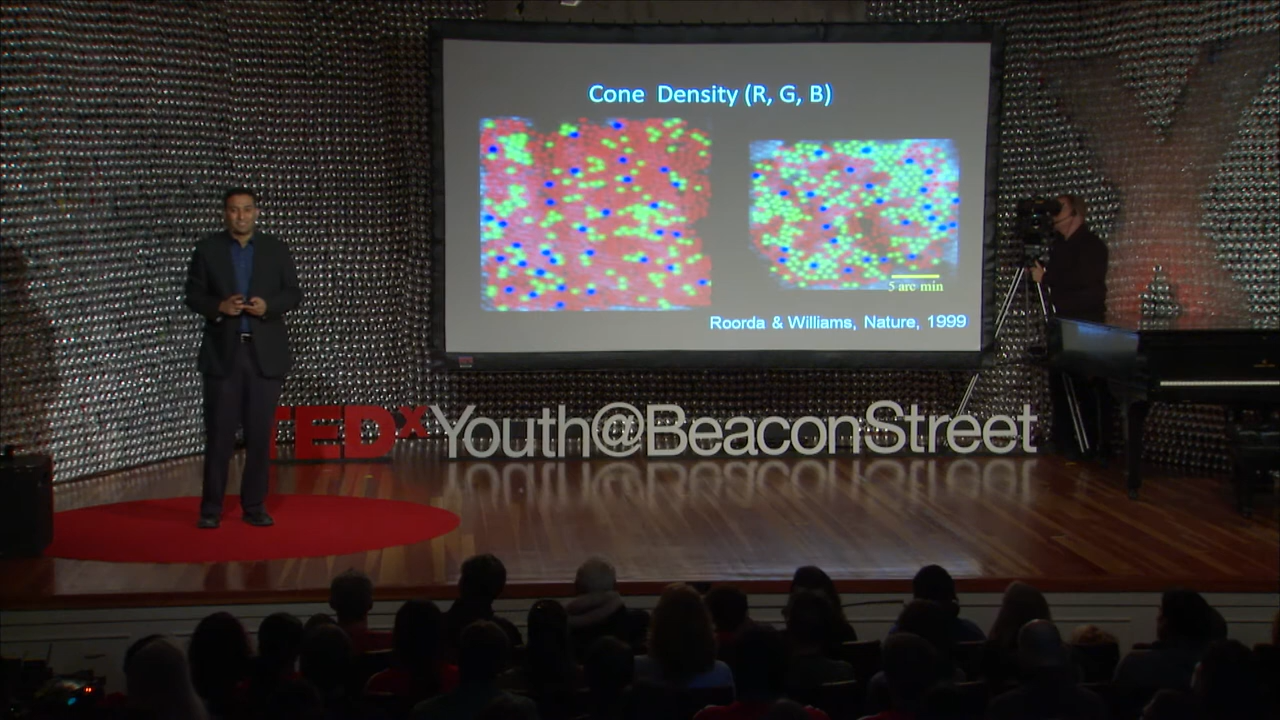 Cone Density (R, G, B)
5 arc min
Roorda & Williams, Nature, 1999
TEDxYouth@BeaconStreet